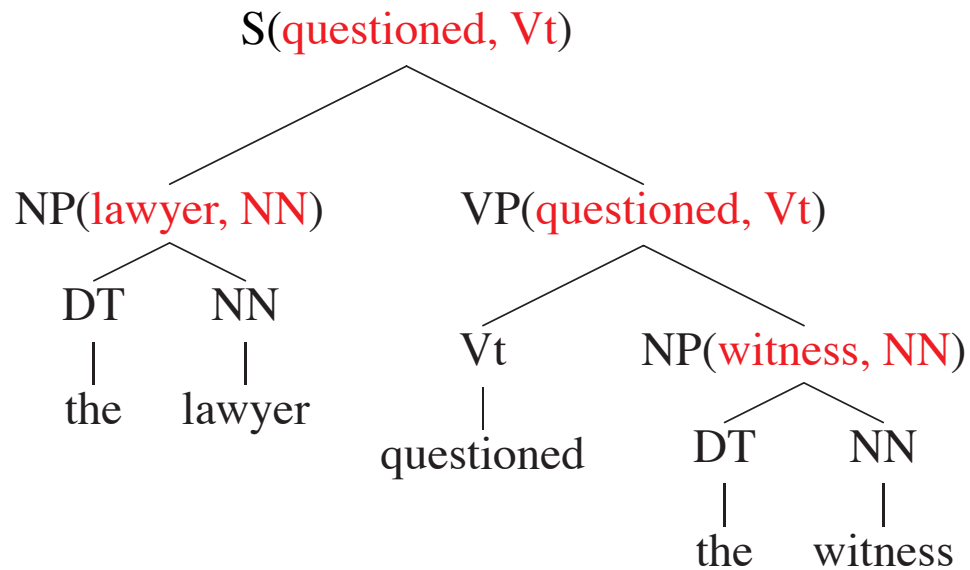 S(questioned, Vt)
NP(lawyer, NN) VP(questioned, Vt)
DT NN Vt NP(witness, NN)
the lawyer questioned DT NN
the witness